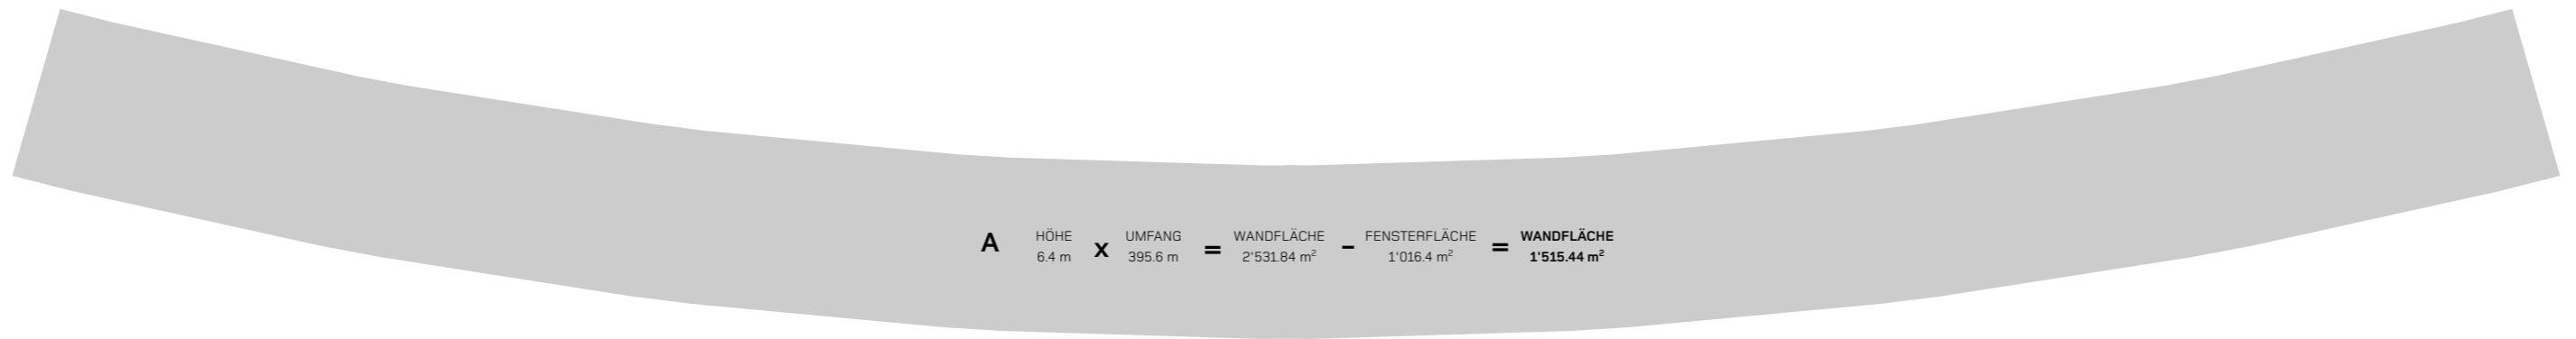 A HÖHE x UMFANG = WANDFLÄCHE – FENSTERFLÄCHE = WANDFLÄCHE
6.4 m 395.6 m 2'531.84 m² 1'016.4 m² 1'515.44 m²